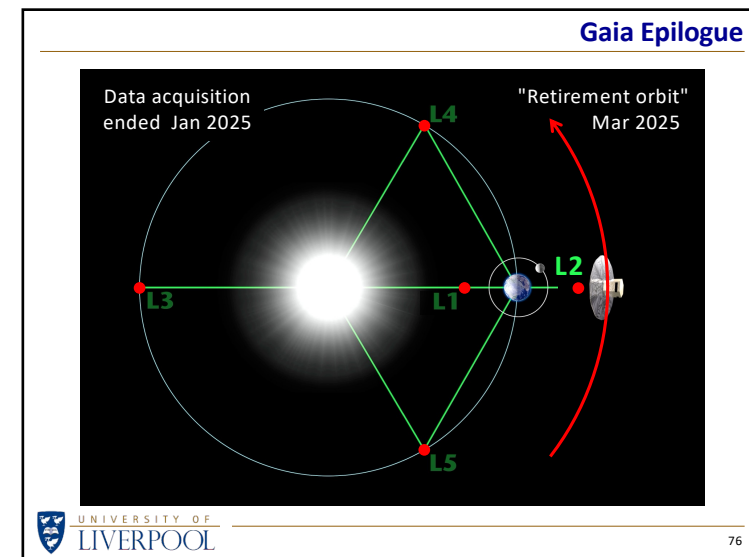 Gaia Epilogue
Data acquisition
ended Jan 2025
"Retirement orbit"
Mar 2025
L4
L2
L3
L1
L5
UNIVERSITY OF
LIVERPOOL
76